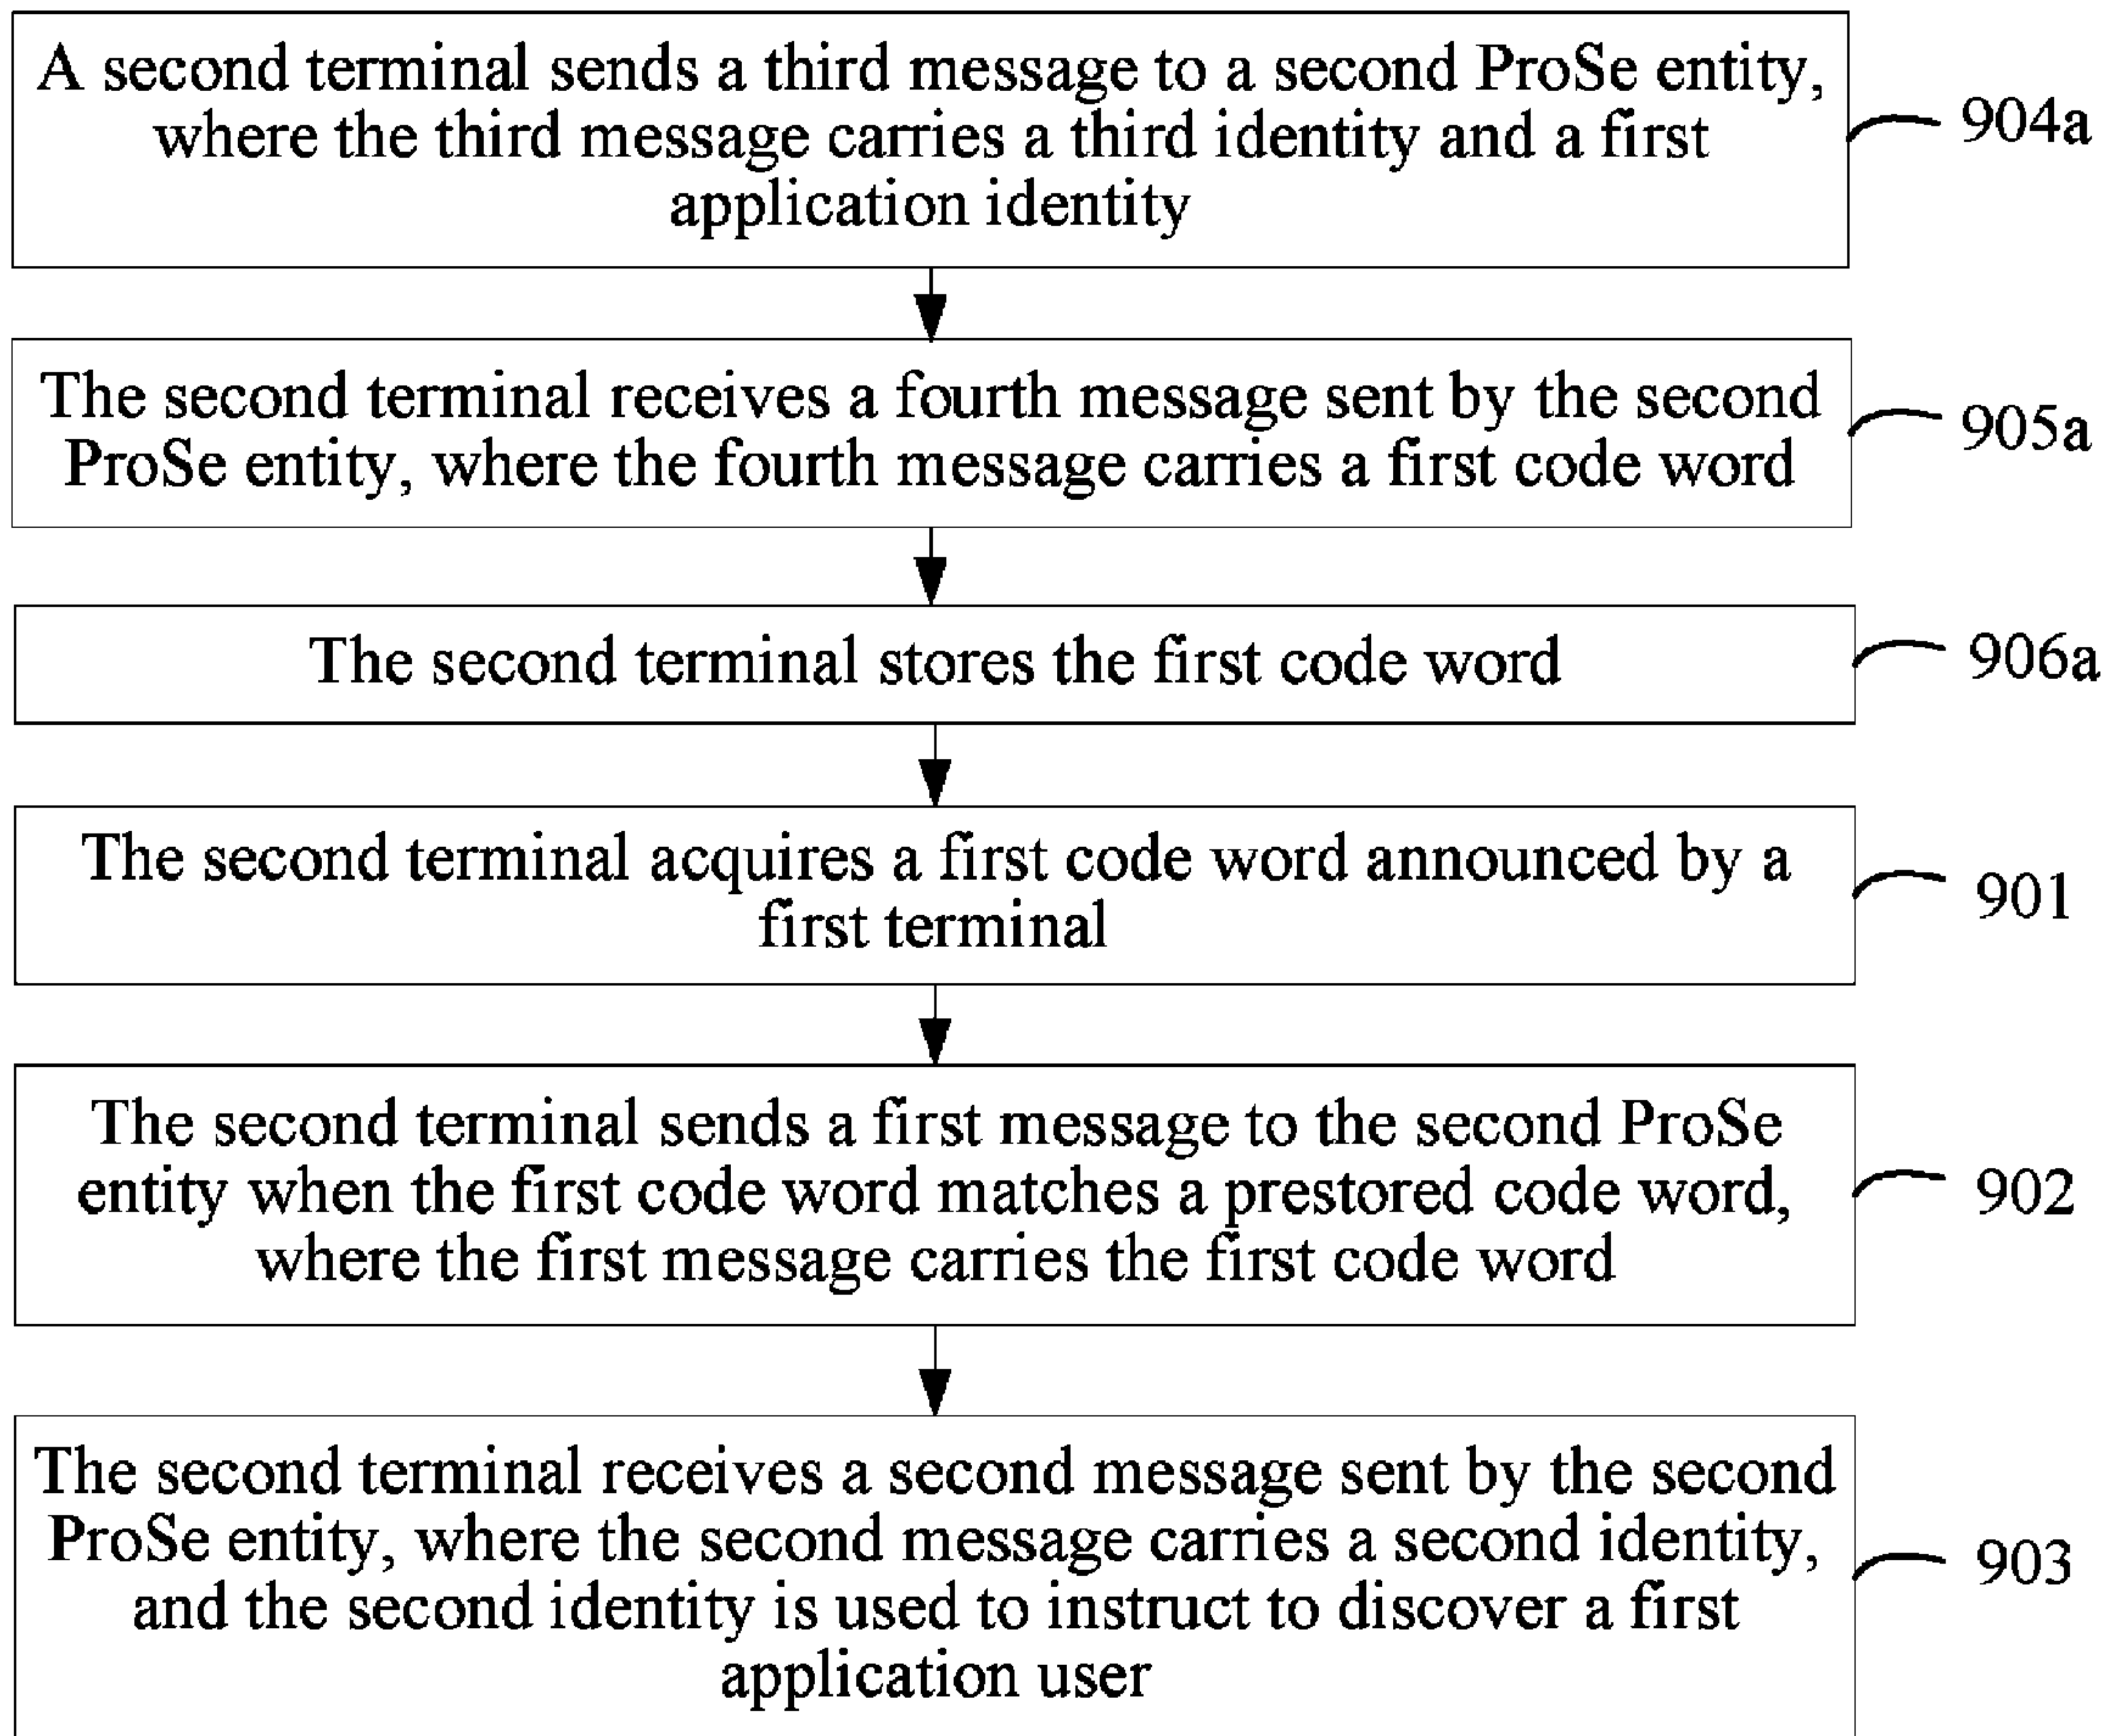 A second terminal sends a third message to a second ProSe entity,
where the third message carries a third identity and a first
application identity
904a
The second terminal receives a fourth message sent by the second
ProSe entity, where the fourth message carries a first code word
905a
The second terminal stores the first code word
906a
The second terminal acquires a first code word announced by a
first terminal
901
The second terminal sends a first message to the second ProSe
entity when the first code word matches a prestored code word,
where the first message carries the first code word
902
The second terminal receives a second message sent by the second
ProSe entity, where the second message carries a second identity,
and the second identity is used to instruct to discover a first
application user
903